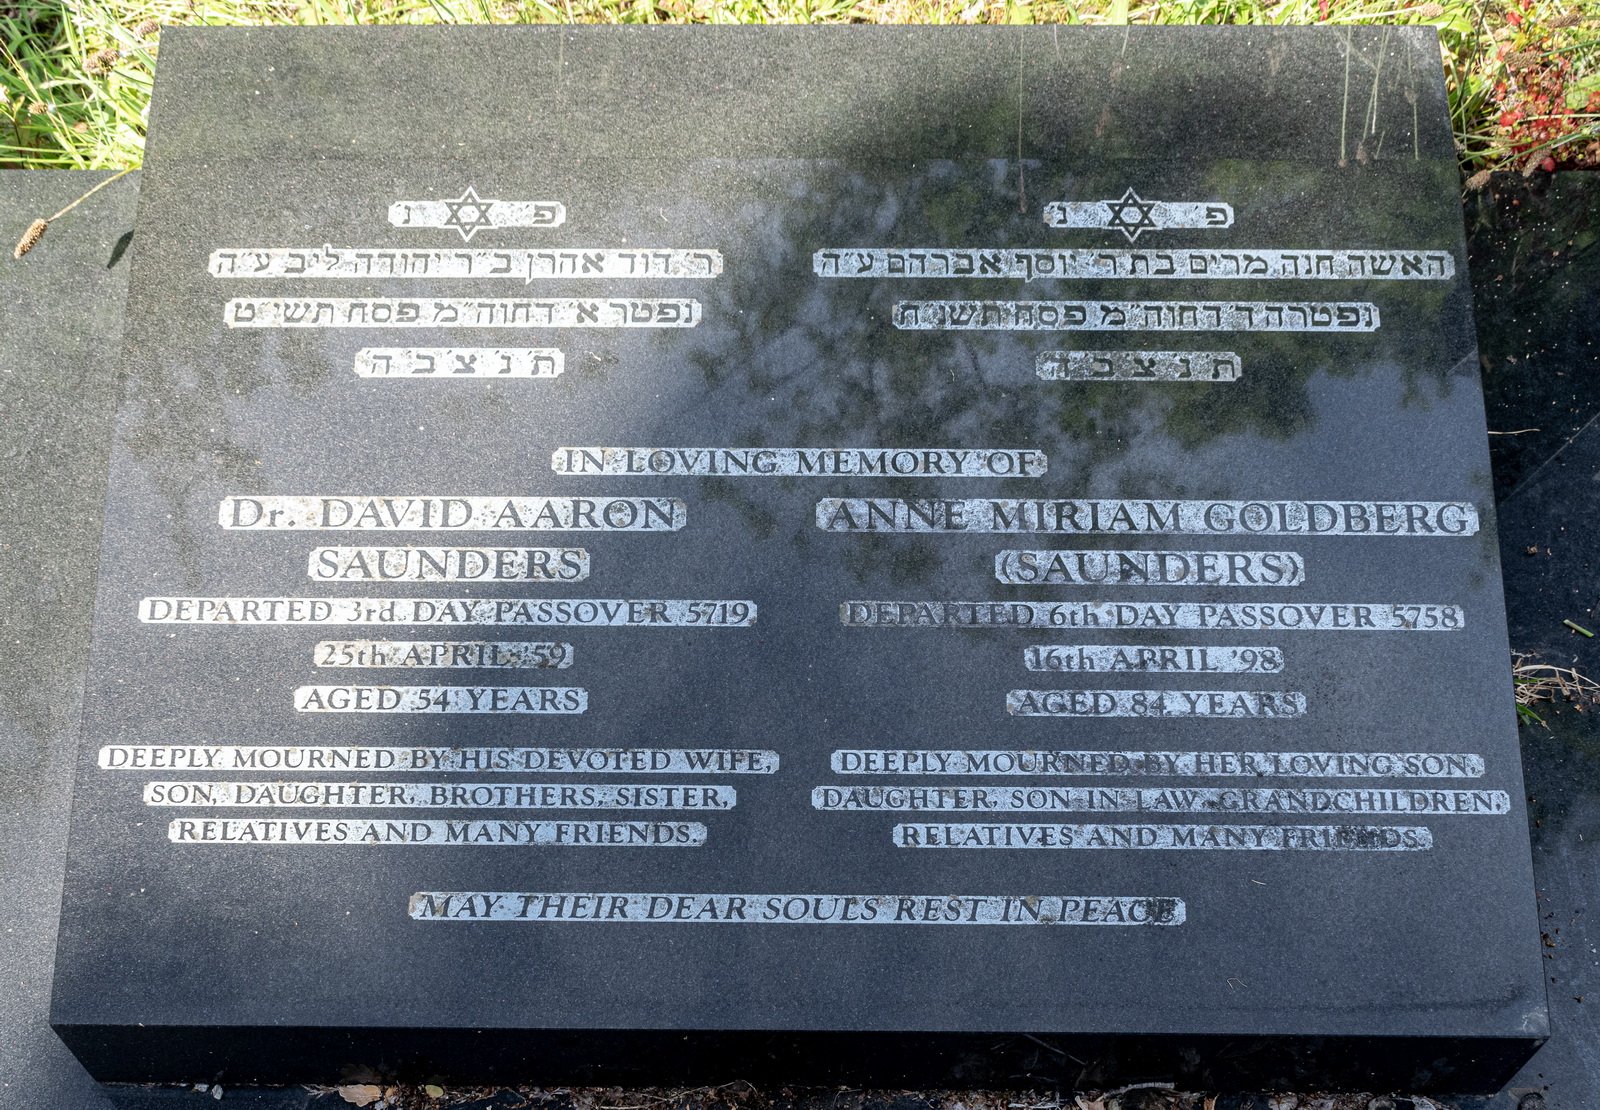 פ׳ נ׳
ר׳ דוד אהרן ב״ר יהודה ליב ע״ה
נפטר א׳ דחוה״מ פסח תשי״ט
ת׳ נ׳ צ׳ ב׳ ה׳
פ׳ נ׳
האשה חנה מרים בת ר׳ יוסף אברהם ע״ה
נפטרה ד׳ דחוה״מ פסח תשנ״ח
ת׳ נ׳ צ׳ ב׳ ה׳
IN LOVING MEMORY OF
Dr. DAVID AARON
SAUNDERS
DEPARTED 3rd DAY PASSOVER 5719
25th APRIL '59
AGED 54 YEARS
DEEPLY MOURNED BY HIS DEVOTED WIFE,
SON, DAUGHTER, BROTHERS, SISTER,
RELATIVES AND MANY FRIENDS.
ANNE MIRIAM GOLDBERG
(SAUNDERS)
DEPARTED 6th DAY PASSOVER 5758
16th APRIL '98
AGED 84 YEARS
DEEPLY MOURNED BY HER LOVING SON,
DAUGHTER, SON-IN-LAW, GRANDCHILDREN,
RELATIVES AND MANY FRIENDS.
MAY THEIR DEAR SOULS REST IN PEACE